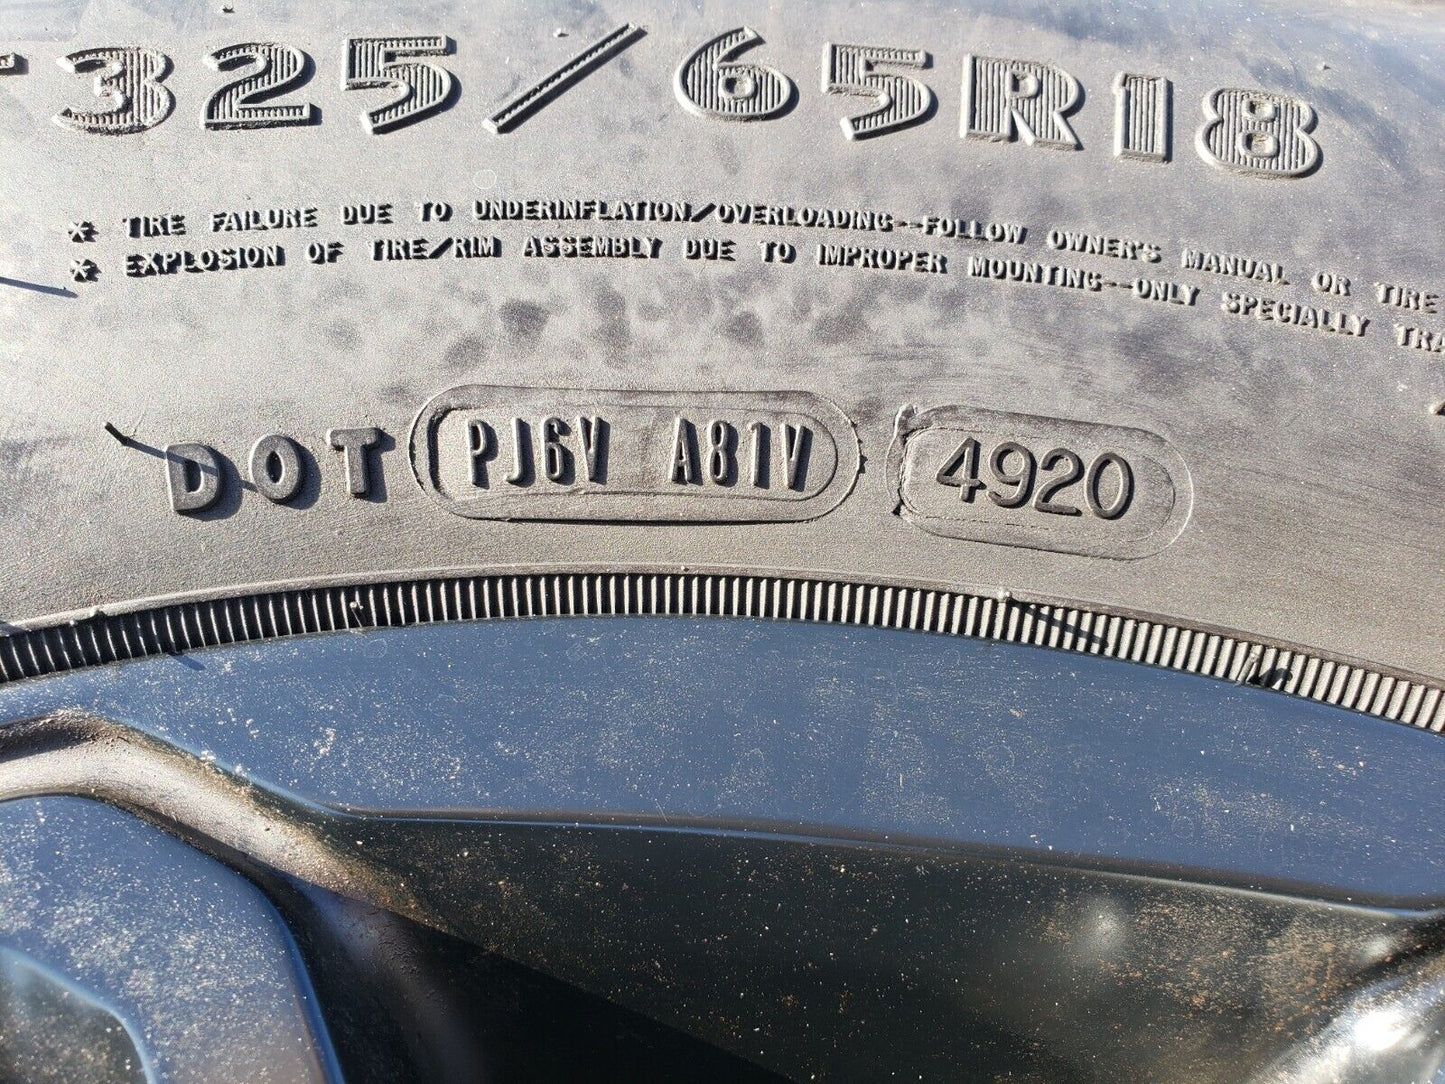 325/65R18
* TIRE FAILURE DUE TO UNDERINFLATION/OVERLOADING--FOLLOW OWNER'S MANUAL OR TIRE
* EXPLOSION OF TIRE/RIM ASSEMBLY DUE TO IMPROPER MOUNTING--ONLY SPECIALLY TRA
DOT PJ6V A81V 4920